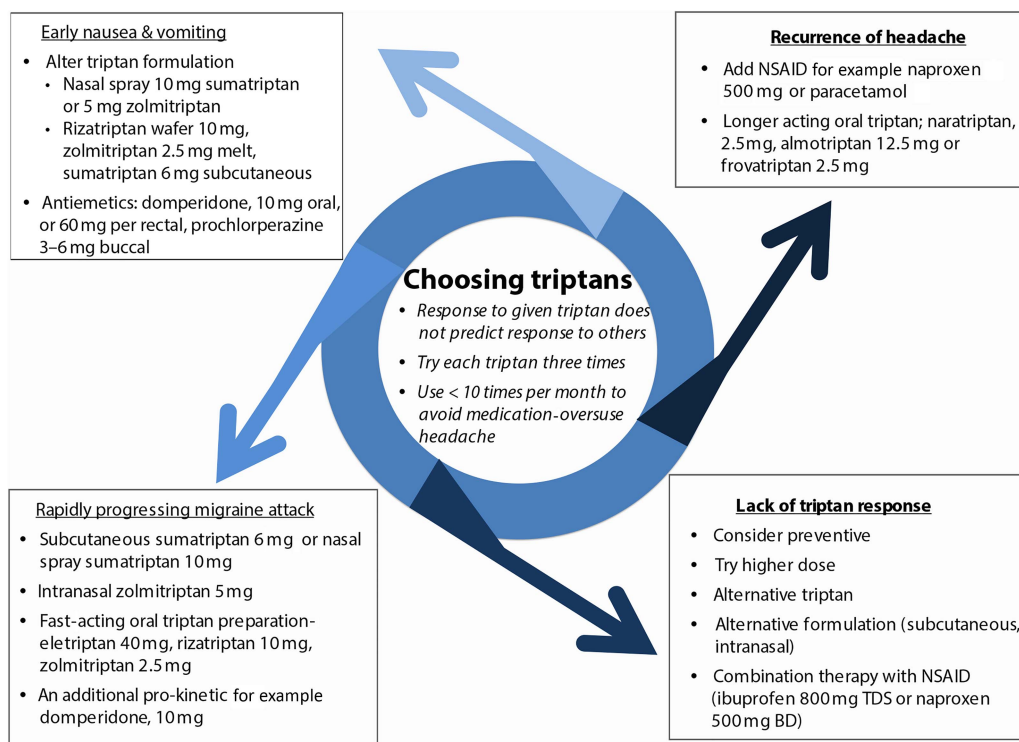 Early nausea & vomiting
• Alter triptan formulation
• Nasal spray 10 mg sumatriptan
or 5 mg zolmitriptan
• Rizatriptan wafer 10 mg,
zolmitriptan 2.5 mg melt,
sumatriptan 6 mg subcutaneous
• Antiemetics: domperidone, 10 mg oral,
or 60 mg per rectal, prochlorperazine
3–6 mg buccal
Recurrence of headache
• Add NSAID for example naproxen
500 mg or paracetamol
• Longer acting oral triptan; naratriptan,
2.5mg, almotriptan 12.5 mg or
frovatriptan 2.5 mg
Choosing triptans
• Response to given triptan does
not predict response to others
• Try each triptan three times
• Use < 10 times per month to
avoid medication-oversuse
headache
Rapidly progressing migraine attack
• Subcutaneous sumatriptan 6 mg or nasal
spray sumatriptan 10 mg
• Intranasal zolmitriptan 5 mg
• Fast-acting oral triptan preparation-
eletriptan 40 mg, rizatriptan 10 mg,
zolmitriptan 2.5 mg
• An additional pro-kinetic for example
domperidone, 10 mg
Lack of triptan response
• Consider preventive
• Try higher dose
• Alternative triptan
• Alternative formulation (subcutaneous,
intranasal)
• Combination therapy with NSAID
(ibuprofen 800 mg TDS or naproxen
500 mg BD)